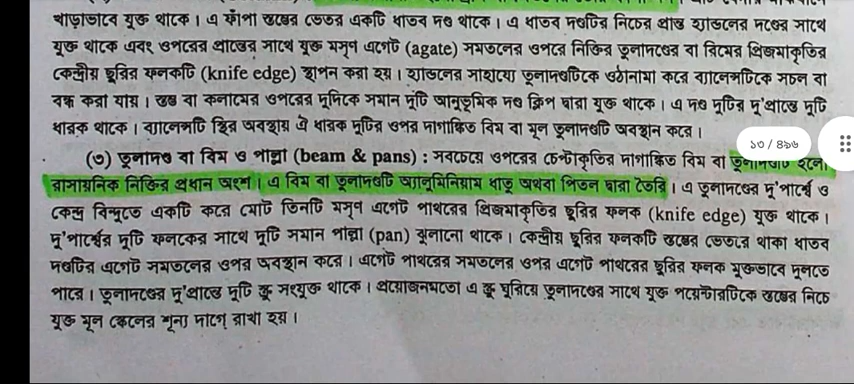 খাড়াভাবে যুক্ত থাকে। এ ফাঁপা স্তম্ভের ভেতর একটি ধাতব দণ্ড থাকে। এ ধাতব দণ্ডটির নিচের প্রান্ত হ্যান্ডলের দণ্ডের সাথে
যুক্ত থাকে এবং ওপরের প্রান্তের সাথে যুক্ত মসৃণ এগেট (agate) সমতলের ওপরে নিক্তির তুলাদণ্ডের বা বিমের প্রিজমাকৃতির
কেন্দ্রীয় ছুরির ফলকটি (knife edge) স্থাপন করা হয়। হ্যান্ডলের সাহায্যে তুলাদণ্ডটিকে ওঠানামা করে ব্যালেন্সটিকে সচল বা
বন্ধ করা যায়। স্তম্ভ বা কলামের ওপরের দুদিকে সমান দুটি আনুভূমিক দণ্ড ক্লিপ দ্বারা যুক্ত থাকে। এ দণ্ড দুটির দু'প্রান্তে দুটি
ধারক থাকে। ব্যালেন্সটি স্থির অবস্থায় ঐ ধারক দুটির ওপর দাগাঙ্কিত বিম বা মূল তুলাদণ্ডটি অবস্থান করে।
১৩ / ৪৯৬
(৩) তুলাদণ্ড বা বিম ও পাল্লা (beam & pans) : সবচেয়ে ওপরের চেপ্টাকৃতির দাগাঙ্কিত বিম বা তুলাদণ্ডটি হলো
রাসায়নিক নিক্তির প্রধান অংশ। এ বিম বা তুলাদণ্ডটি অ্যালুমিনিয়াম ধাতু অথবা পিতল দ্বারা তৈরি। এ তুলাদণ্ডের দু'পার্শ্বে ও
কেন্দ্র বিন্দুতে একটি করে মোট তিনটি মসৃণ এগেট পাথরের প্রিজমাকৃতির ছুরির ফলক (knife edge) যুক্ত থাকে।
দু'পার্শ্বের দুটি ফলকের সাথে দুটি সমান পাল্লা (pan) ঝুলানো থাকে। কেন্দ্রীয় ছুরির ফলকটি স্তম্ভের ভেতরে থাকা ধাতব
দণ্ডটির এগেট সমতলের ওপর অবস্থান করে। এগেট পাথরের সমতলের ওপর এগেট পাথরের ছুরির ফলক মুক্তভাবে দুলতে
পারে। তুলাদণ্ডের দু'প্রান্তে দুটি স্ক্রু সংযুক্ত থাকে। প্রয়োজনমতো এ স্ক্রু ঘুরিয়ে তুলাদণ্ডের সাথে যুক্ত পয়েন্টারটিকে স্তম্ভের নিচে
যুক্ত মূল স্কেলের শূন্য দাগে রাখা হয়।